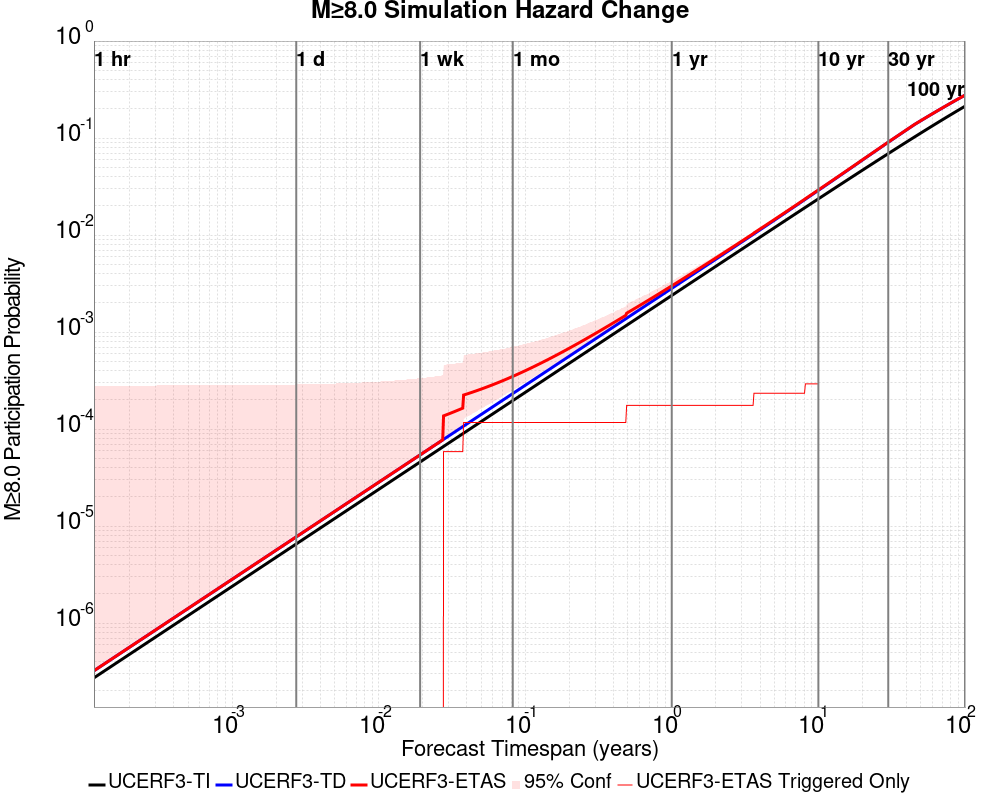 M≥8.0 Simulation Hazard Change
10^0
1 hr 1 d 1 wk 1 mo 1 yr 10 yr 30 yr
100 yr
10^-1
10^-2
10^-3
10^-4
10^-5
10^-6
M≥8.0 Participation Probability
10^-3 10^-2 10^-1 10^0 10^1 10^2
Forecast Timespan (years)
UCERF3-TI UCERF3-TD UCERF3-ETAS 95% Conf UCERF3-ETAS Triggered Only